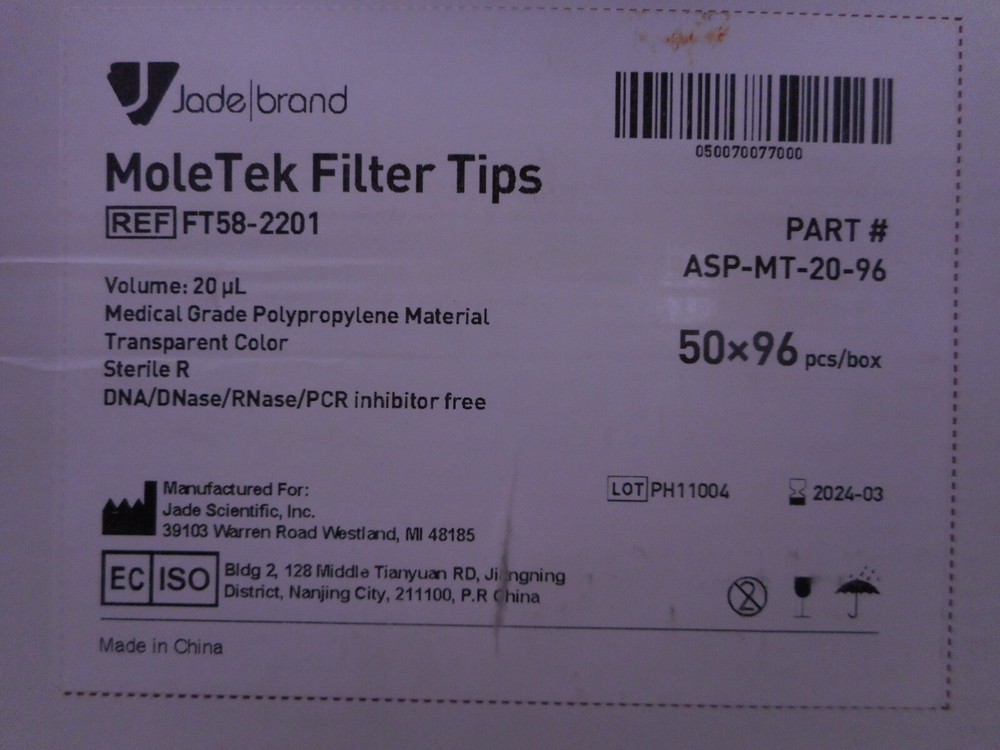 Jade|brand
050070077000
MoleTek Filter Tips
REF FT58-2201
PART #
ASP-MT-20-96
Volume: 20 µL
Medical Grade Polypropylene Material
Transparent Color
Sterile R
DNA/DNase/RNase/PCR inhibitor free
50×96 pcs/box
Manufactured For:
Jade Scientific, Inc.
39103 Warren Road Westland, MI 48185
LOT PH11004
2024-03
EC ISO
Bldg 2, 128 Middle Tianyuan RD, Jiangning
District, Nanjing City, 211100, P.R China
2
Made in China